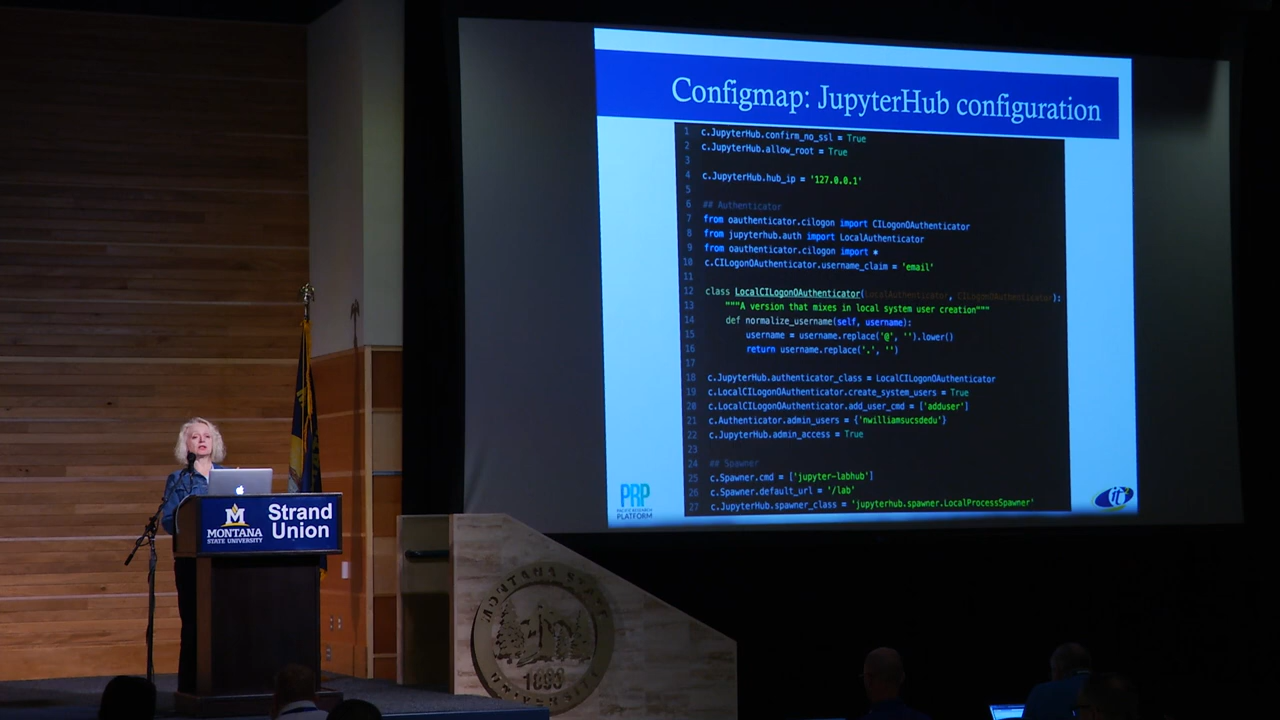 Configmap: JupyterHub configuration
1 c.JupyterHub.confirm_no_ssl = True
2 c.JupyterHub.allow_root = True
3
4 c.JupyterHub.hub_ip = '127.0.0.1'
5
6 ## Authenticator
7 from oauthenticator.cilogon import CILogonOAuthenticator
8 from jupyterhub.auth import LocalAuthenticator
9 from oauthenticator.cilogon import *
10 c.CILogonOAuthenticator.username_claim = 'email'
11
12 class LocalCILogonOAuthenticator(LocalAuthenticator, CILogonOAuthenticator):
13 """A version that mixes in local system user creation"""
14 def normalize_username(self, username):
15 username = username.replace('@', '').lower()
16 return username.replace('.', '')
17
18 c.JupyterHub.authenticator_class = LocalCILogonOAuthenticator
19 c.LocalCILogonOAuthenticator.create_system_users = True
20 c.LocalCILogonOAuthenticator.add_user_cmd = ['adduser']
21 c.Authenticator.admin_users = {'nwilliamsucsdedu'}
22 c.JupyterHub.admin_access = True
23
24 ## Spawner
25 c.Spawner.cmd = ['jupyter-labhub']
26 c.Spawner.default_url = '/lab'
27 c.JupyterHub.spawner_class = 'jupyterhub.spawner.LocalProcessSpawner'
PRP
PACIFIC RESEARCH
PLATFORM
it
M
MONTANA
STATE UNIVERSITY
Strand
Union
MONTANA STATE
UNIVERSITY
1893